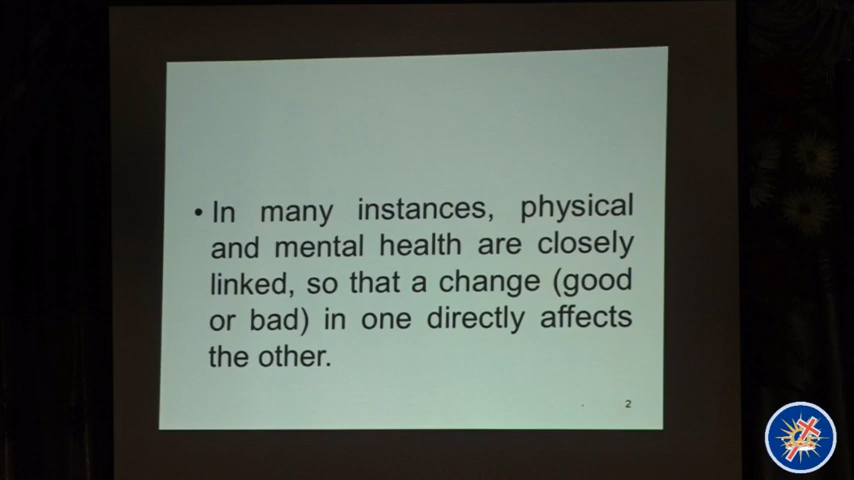 • In many instances, physical
and mental health are closely
linked, so that a change (good
or bad) in one directly affects
the other.
2